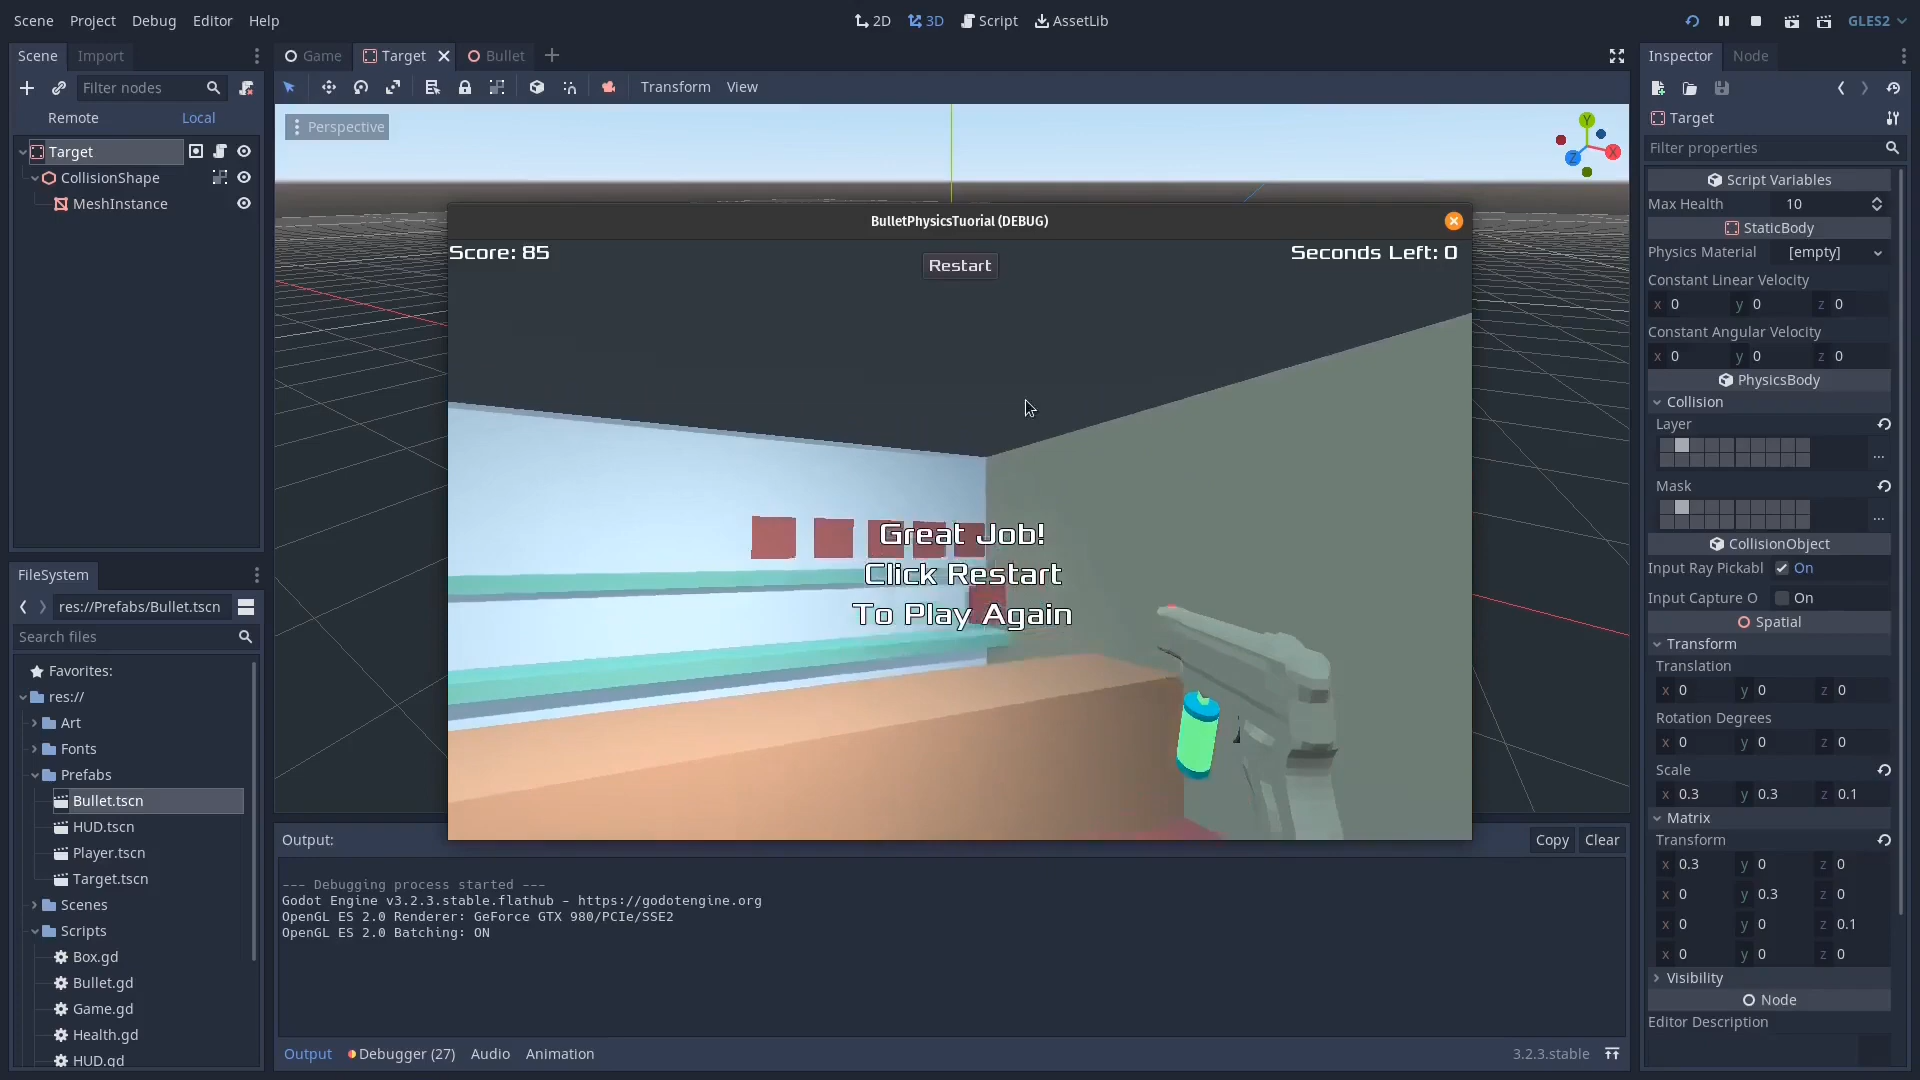 Scene Project Debug Editor Help 2D 3D Script AssetLib GLES2
Scene Import Game Target Bullet Inspector Node
Filter nodes Transform View
Remote Local Perspective Y X Z Target
Target Filter properties
CollisionShape Script Variables
MeshInstance Max Health 10
BulletPhysicsTuorial (DEBUG) StaticBody
Score: 85 Restart Seconds Left: 0 Physics Material [empty]
Constant Linear Velocity
x 0 y 0 z 0
Constant Angular Velocity
x 0 y 0 z 0
PhysicsBody
Collision
Layer
...
Mask
...
Great Job! CollisionObject
Click Restart Input Ray Pickabl On
To Play Again Input Capture O On
FileSystem Spatial
res://Prefabs/Bullet.tscn Transform
Search files Translation
Favorites: x 0 y 0 z 0
res:// Rotation Degrees
Art x 0 y 0 z 0
Fonts Scale
Prefabs x 0.3 y 0.3 z 0.1
Bullet.tscn Matrix
HUD.tscn Output: Copy Clear Transform
Player.tscn x 0.3 y 0 z 0
Target.tscn --- Debugging process started --- x 0 y 0.3 z 0
Scenes Godot Engine v3.2.3.stable.flathub - https://godotengine.org
OpenGL ES 2.0 Renderer: GeForce GTX 980/PCIe/SSE2 x 0 y 0 z 0.1
Scripts OpenGL ES 2.0 Batching: ON
Box.gd x 0 y 0 z 0
Bullet.gd Visibility
Game.gd Node
Health.gd Editor Description
HUD.gd Output Debugger (27) Audio Animation 3.2.3.stable